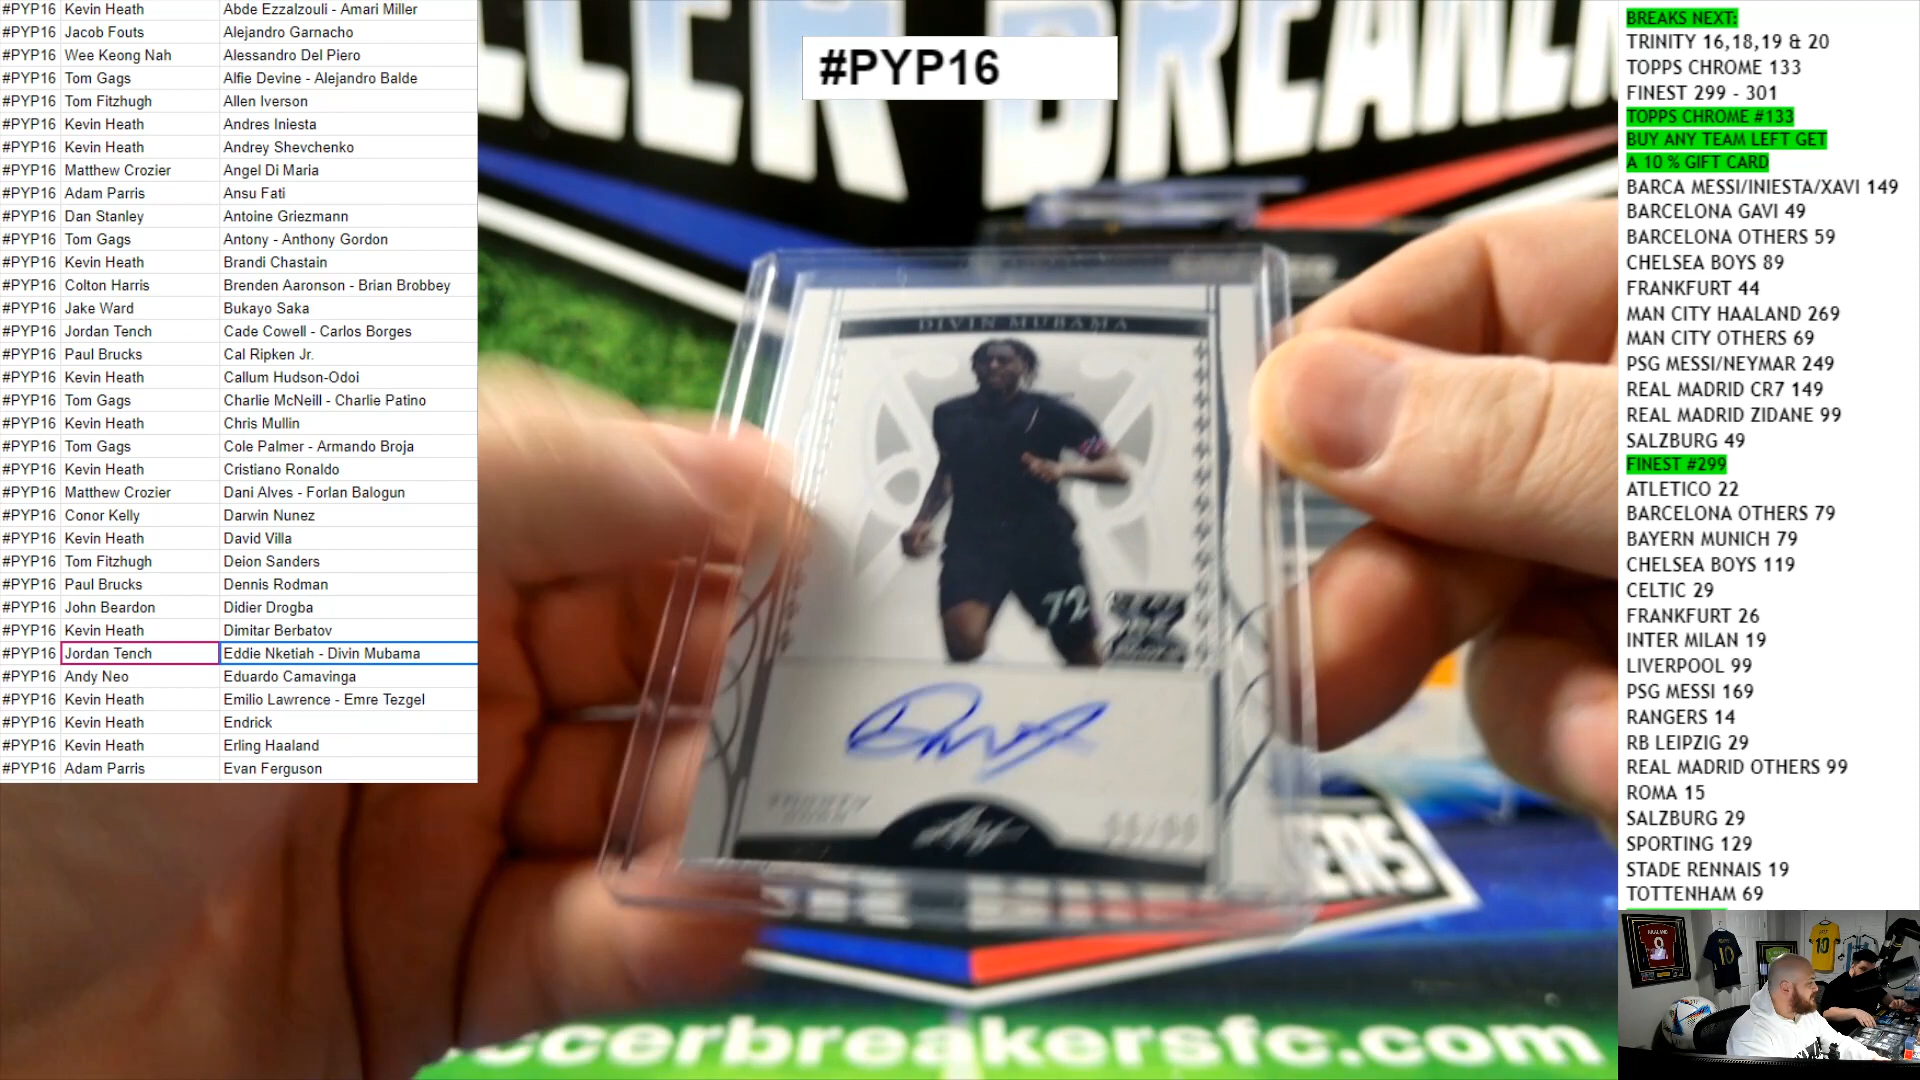 #PYP16 Kevin Heath Abde Ezzalzouli - Amari Miller
#PYP16 Jacob Fouts Alejandro Garnacho
#PYP16 Wee Keong Nah Alessandro Del Piero
#PYP16 Tom Gags Alfie Devine - Alejandro Balde
#PYP16 Tom Fitzhugh Allen Iverson
#PYP16 Kevin Heath Andres Iniesta
#PYP16 Kevin Heath Andrey Shevchenko
#PYP16 Matthew Crozier Angel Di Maria
#PYP16 Adam Parris Ansu Fati
#PYP16 Dan Stanley Antoine Griezmann
#PYP16 Tom Gags Antony - Anthony Gordon
#PYP16 Kevin Heath Brandi Chastain
#PYP16 Colton Harris Brenden Aaronson - Brian Brobbey
#PYP16 Jake Ward Bukayo Saka
#PYP16 Jordan Tench Cade Cowell - Carlos Borges
#PYP16 Paul Brucks Cal Ripken Jr.
#PYP16 Kevin Heath Callum Hudson-Odoi
#PYP16 Tom Gags Charlie McNeill - Charlie Patino
#PYP16 Kevin Heath Chris Mullin
#PYP16 Tom Gags Cole Palmer - Armando Broja
#PYP16 Kevin Heath Cristiano Ronaldo
#PYP16 Matthew Crozier Dani Alves - Forlan Balogun
#PYP16 Conor Kelly Darwin Nunez
#PYP16 Kevin Heath David Villa
#PYP16 Tom Fitzhugh Deion Sanders
#PYP16 Paul Brucks Dennis Rodman
#PYP16 John Beardon Didier Drogba
#PYP16 Kevin Heath Dimitar Berbatov
#PYP16 Jordan Tench Eddie Nketiah - Divin Mubama
#PYP16 Andy Neo Eduardo Camavinga
#PYP16 Kevin Heath Emilio Lawrence - Emre Tezgel
#PYP16 Kevin Heath Endrick
#PYP16 Kevin Heath Erling Haaland
#PYP16 Adam Parris Evan Ferguson
#PYP16
DIVIN MUBAMA
72
ccerbreakersfc.com
BREAKS NEXT:
TRINITY 16,18,19 & 20
TOPPS CHROME 133
FINEST 299 - 301
TOPPS CHROME #133
BUY ANY TEAM LEFT GET
A 10 % GIFT CARD
BARCA MESSI/INIESTA/XAVI 149
BARCELONA GAVI 49
BARCELONA OTHERS 59
CHELSEA BOYS 89
FRANKFURT 44
MAN CITY HAALAND 269
MAN CITY OTHERS 69
PSG MESSI/NEYMAR 249
REAL MADRID CR7 149
REAL MADRID ZIDANE 99
SALZBURG 49
FINEST #299
ATLETICO 22
BARCELONA OTHERS 79
BAYERN MUNICH 79
CHELSEA BOYS 119
CELTIC 29
FRANKFURT 26
INTER MILAN 19
LIVERPOOL 99
PSG MESSI 169
RANGERS 14
RB LEIPZIG 29
REAL MADRID OTHERS 99
ROMA 15
SALZBURG 29
SPORTING 129
STADE RENNAIS 19
TOTTENHAM 69
HAALAND
9
10
10